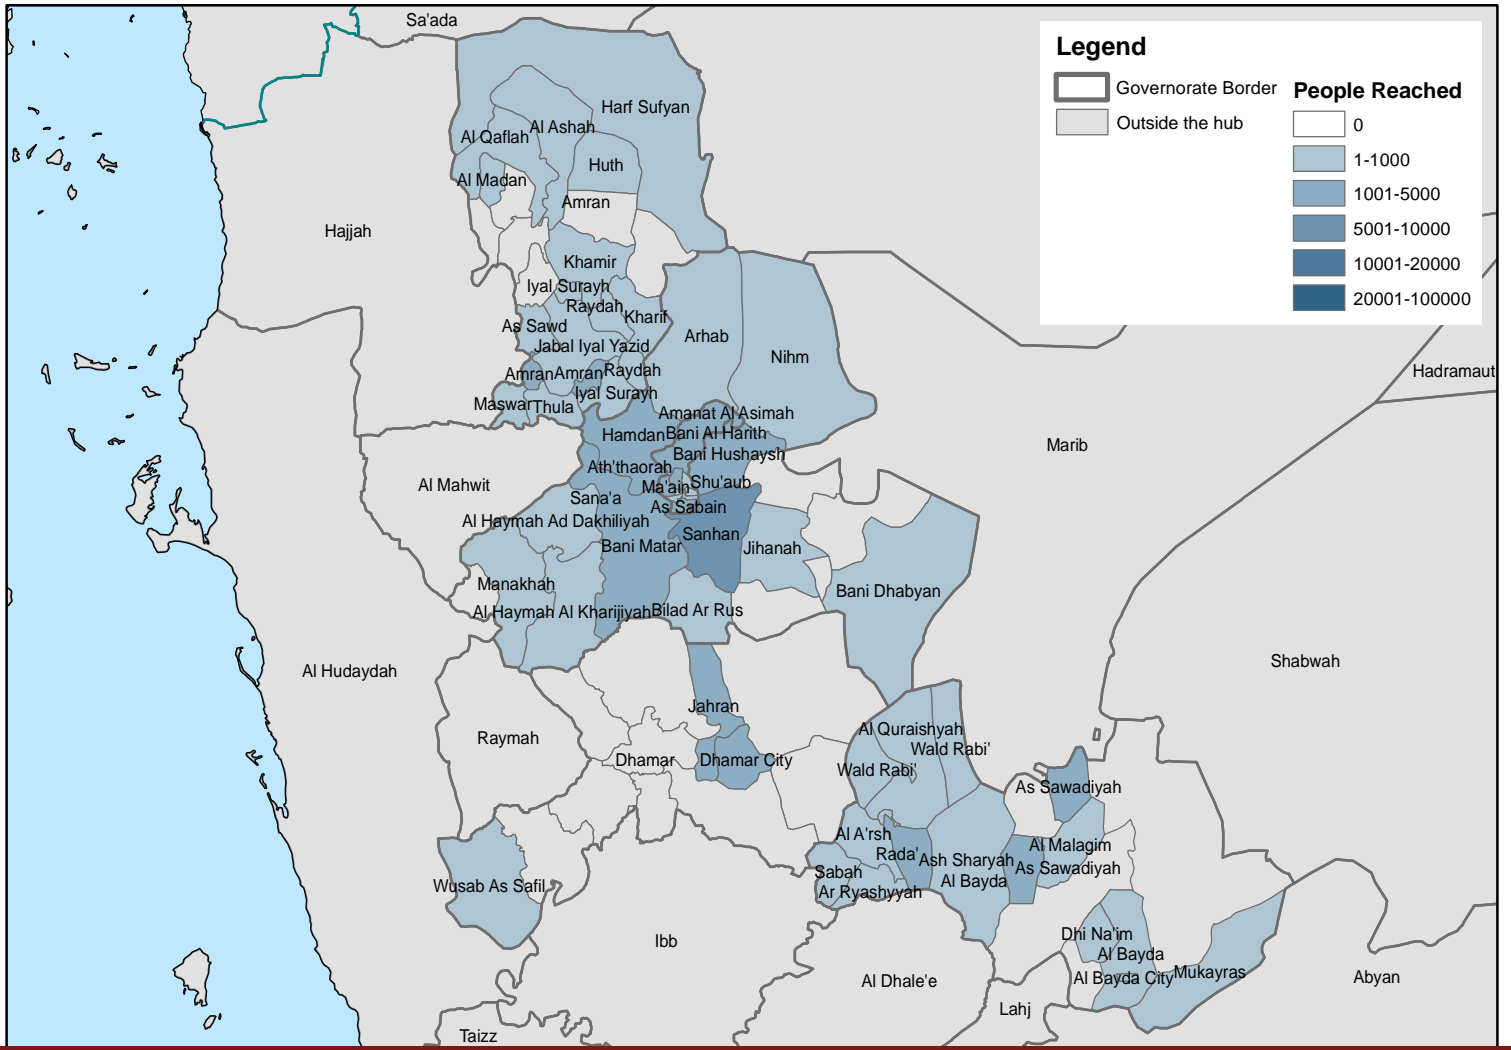 Sa'ada
Legend
Governorate Border
Outside the hub
People Reached
0
1-1000
1001-5000
5001-10000
10001-20000
20001-100000
Harf Sufyan
Al Ashah
Al Qaflah
Huth
Al Madan
Amran
Hajjah
Khamir
Iyal Surayh
Raydah
Kharif
As Sawd
Arhab
Jabal Iyal Yazid
Nihm
Hadramaut
Amran
Amran
Raydah
Iyal Surayh
Maswar
Thula
Amanat Al Asimah
Hamdan
Bani Al Harith
Marib
Bani Hushaysh
Ath'thaorah
Al Mahwit
Ma'ain
Shu'aub
Sana'a
As Sabain
Al Haymah Ad Dakhiliyah
Sanhan
Bani Matar
Jihanah
Manakhah
Bani Dhabyan
Al Haymah Al Kharijiyah
Bilad Ar Rus
Shabwah
Al Hudaydah
Jahran
Al Quraishyah
Raymah
Wald Rabi'
Dhamar
Dhamar City
Wald Rabi'
As Sawadiyah
Al A'rsh
Al Malagim
Rada'
Ash Sharyah
As Sawadiyah
Sabah
Al Bayda
Wusab As Safil
Ar Ryashyyah
Dhi Na'im
Ibb
Al Bayda
Al Bayda City
Mukayras
Abyan
Al Dhale'e
Lahj
Taizz